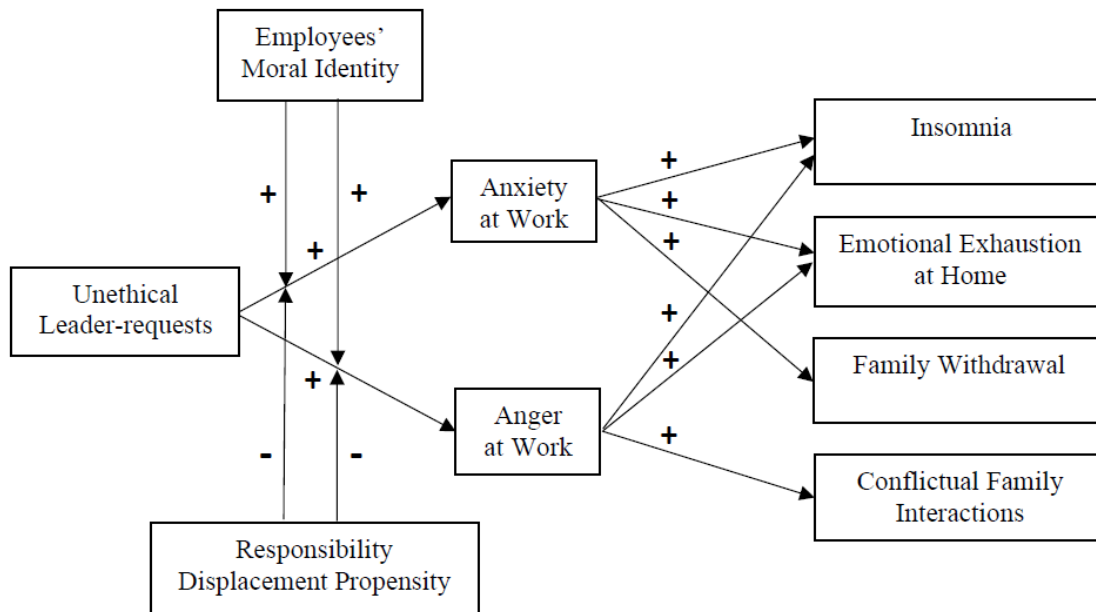 Employees’
Moral Identity
Insomnia
+
Anxiety
at Work
+
+
+
+
+
Emotional Exhaustion
at Home
Unethical
Leader-requests
+
+
+
Family Withdrawal
Anger
at Work
+
-
-
Conflictual Family
Interactions
Responsibility
Displacement Propensity